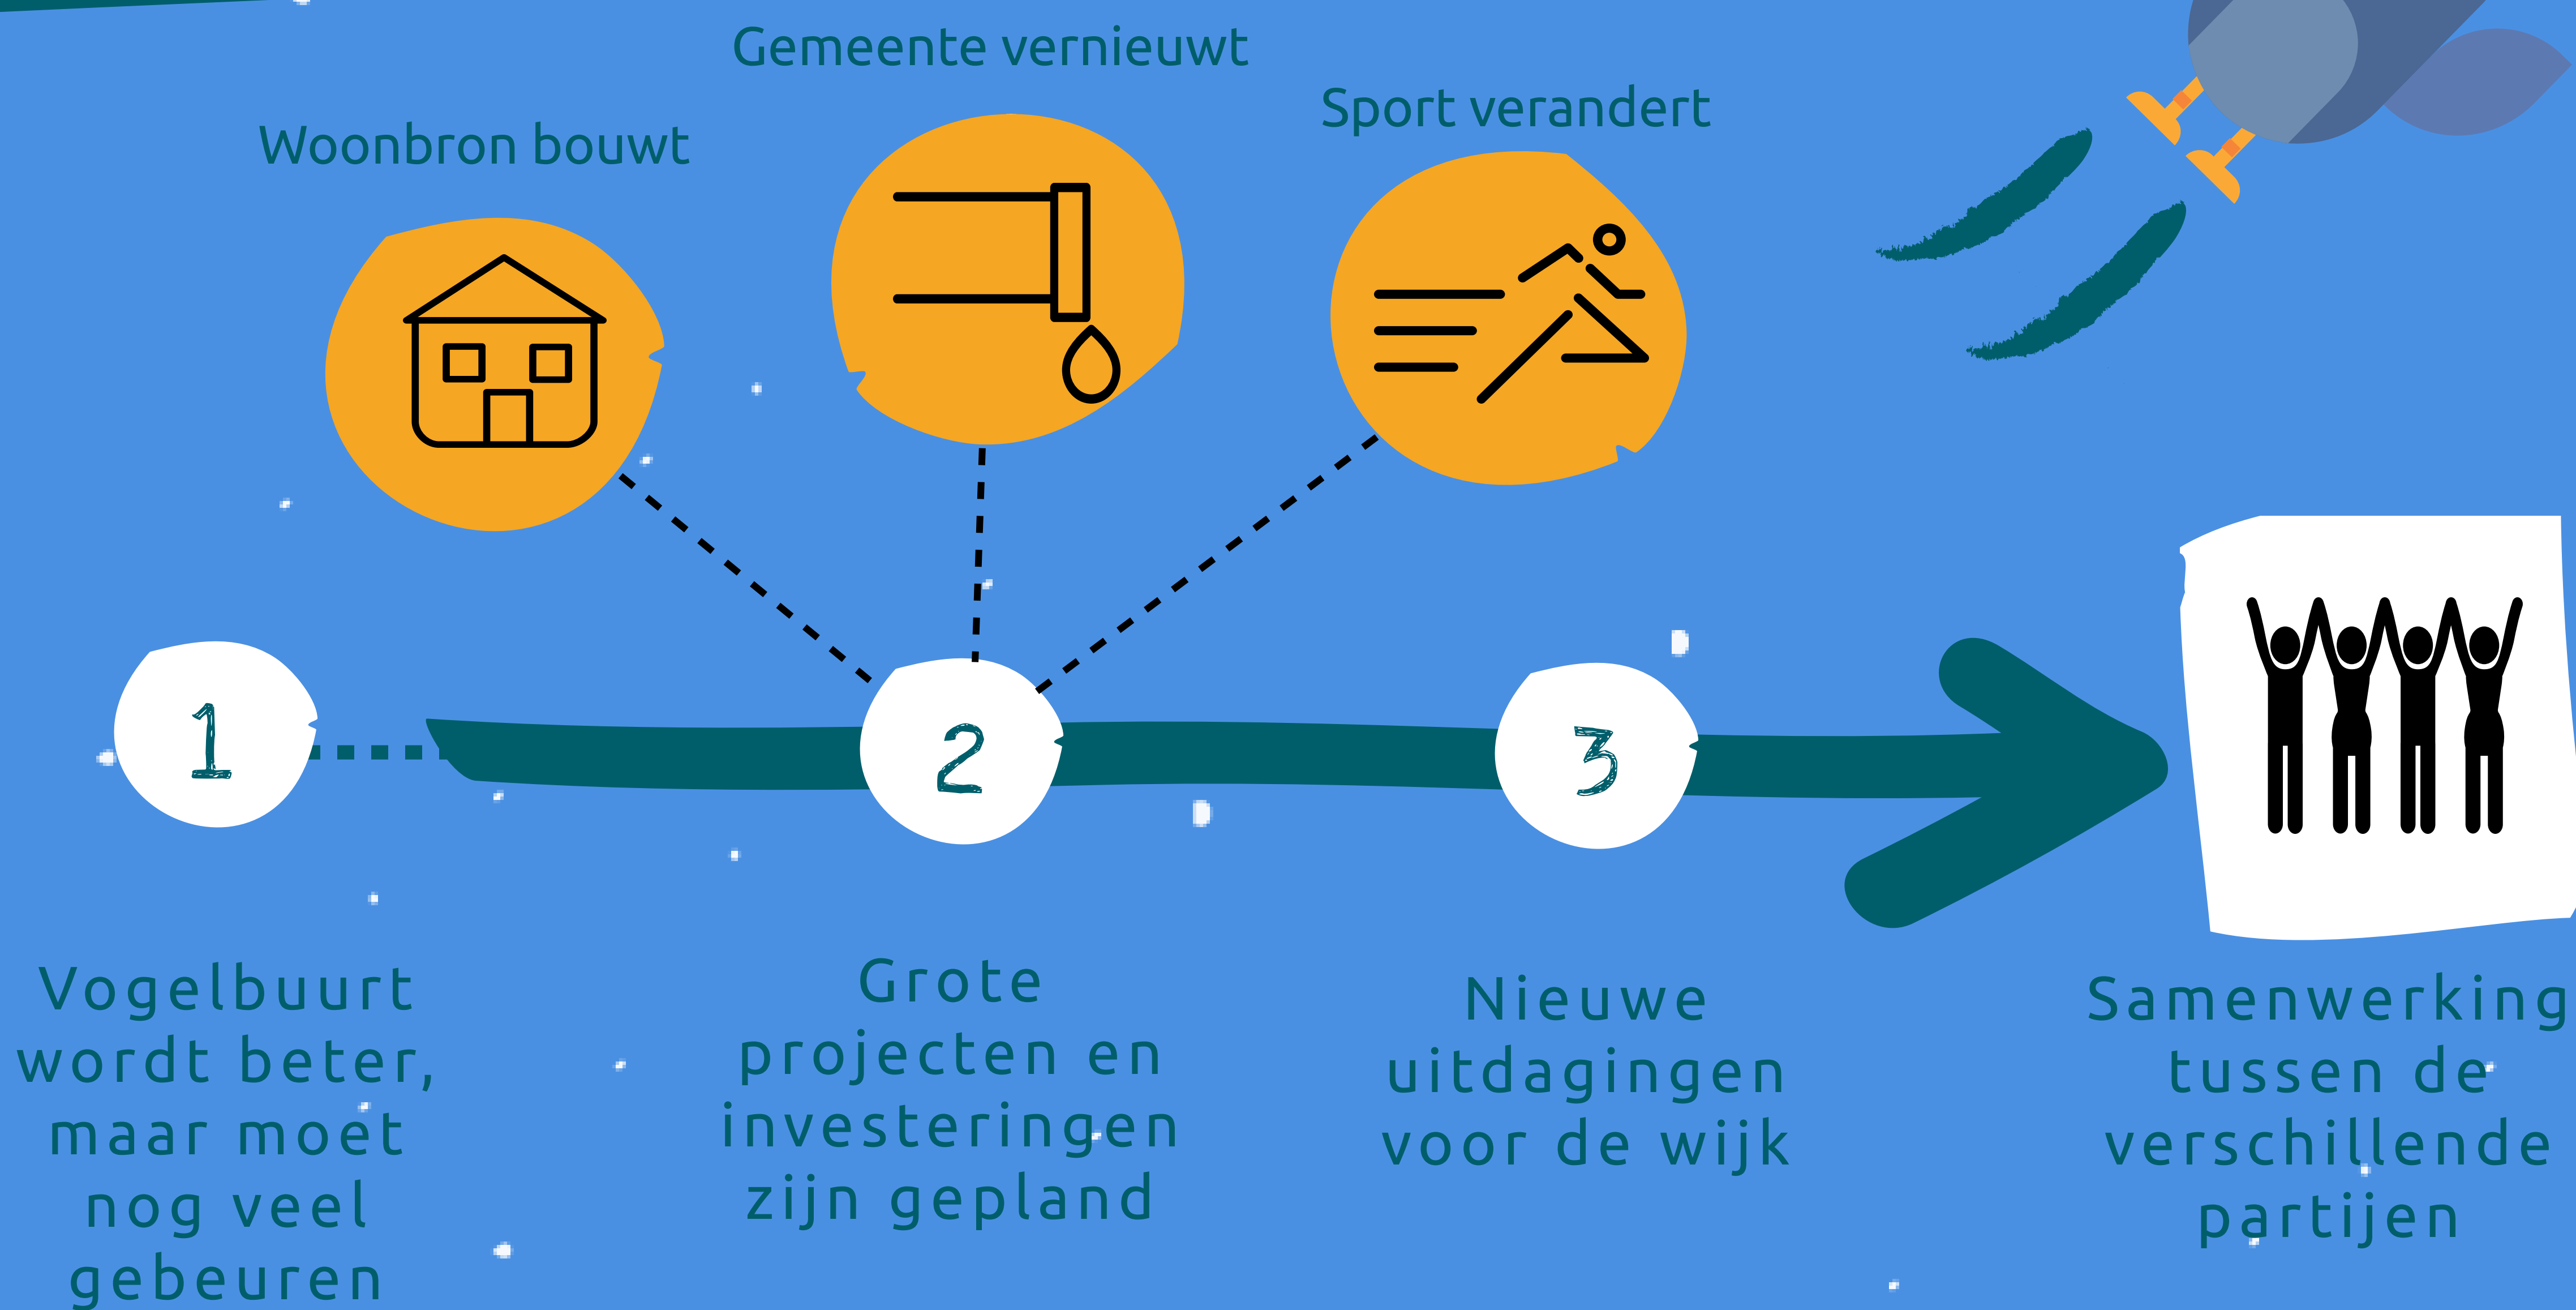 Gemeente vernieuwt
Sport verandert
Woonbron bouwt
1
2
3
Vogelbuurt
wordt beter,
maar moet
nog veel
gebeuren
Grote
projecten en
investeringen
zijn gepland
Nieuwe
uitdagingen
voor de wijk
Samenwerking
tussen de
verschillende
partijen